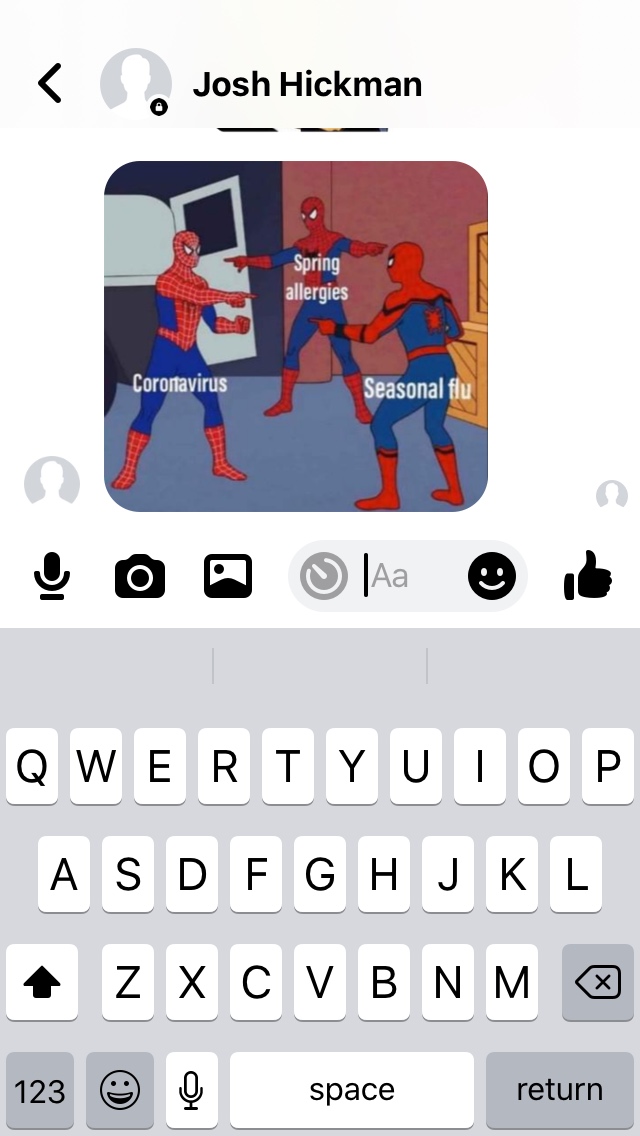 Josh Hickman
Spring
allergies
Coronavirus
Seasonal flu
Aa
Q W E R T Y U I O P
A S D F G H J K L
Z X C V B N M
123 space return